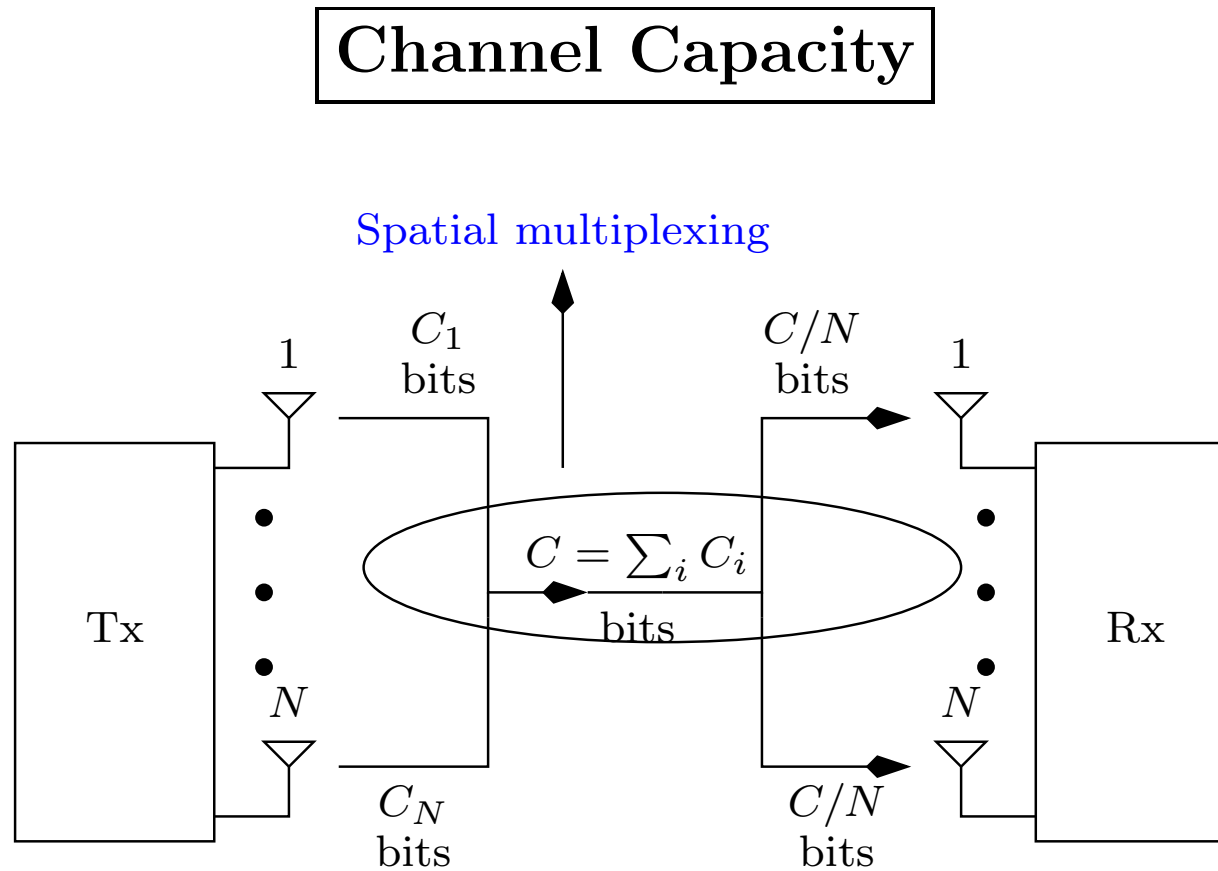 Channel Capacity
Spatial multiplexing
C₁
bits
C/N
bits
1
1
C = ∑ᵢ Cᵢ
bits
Tx
Rx
N
N
C_N
bits
C/N
bits